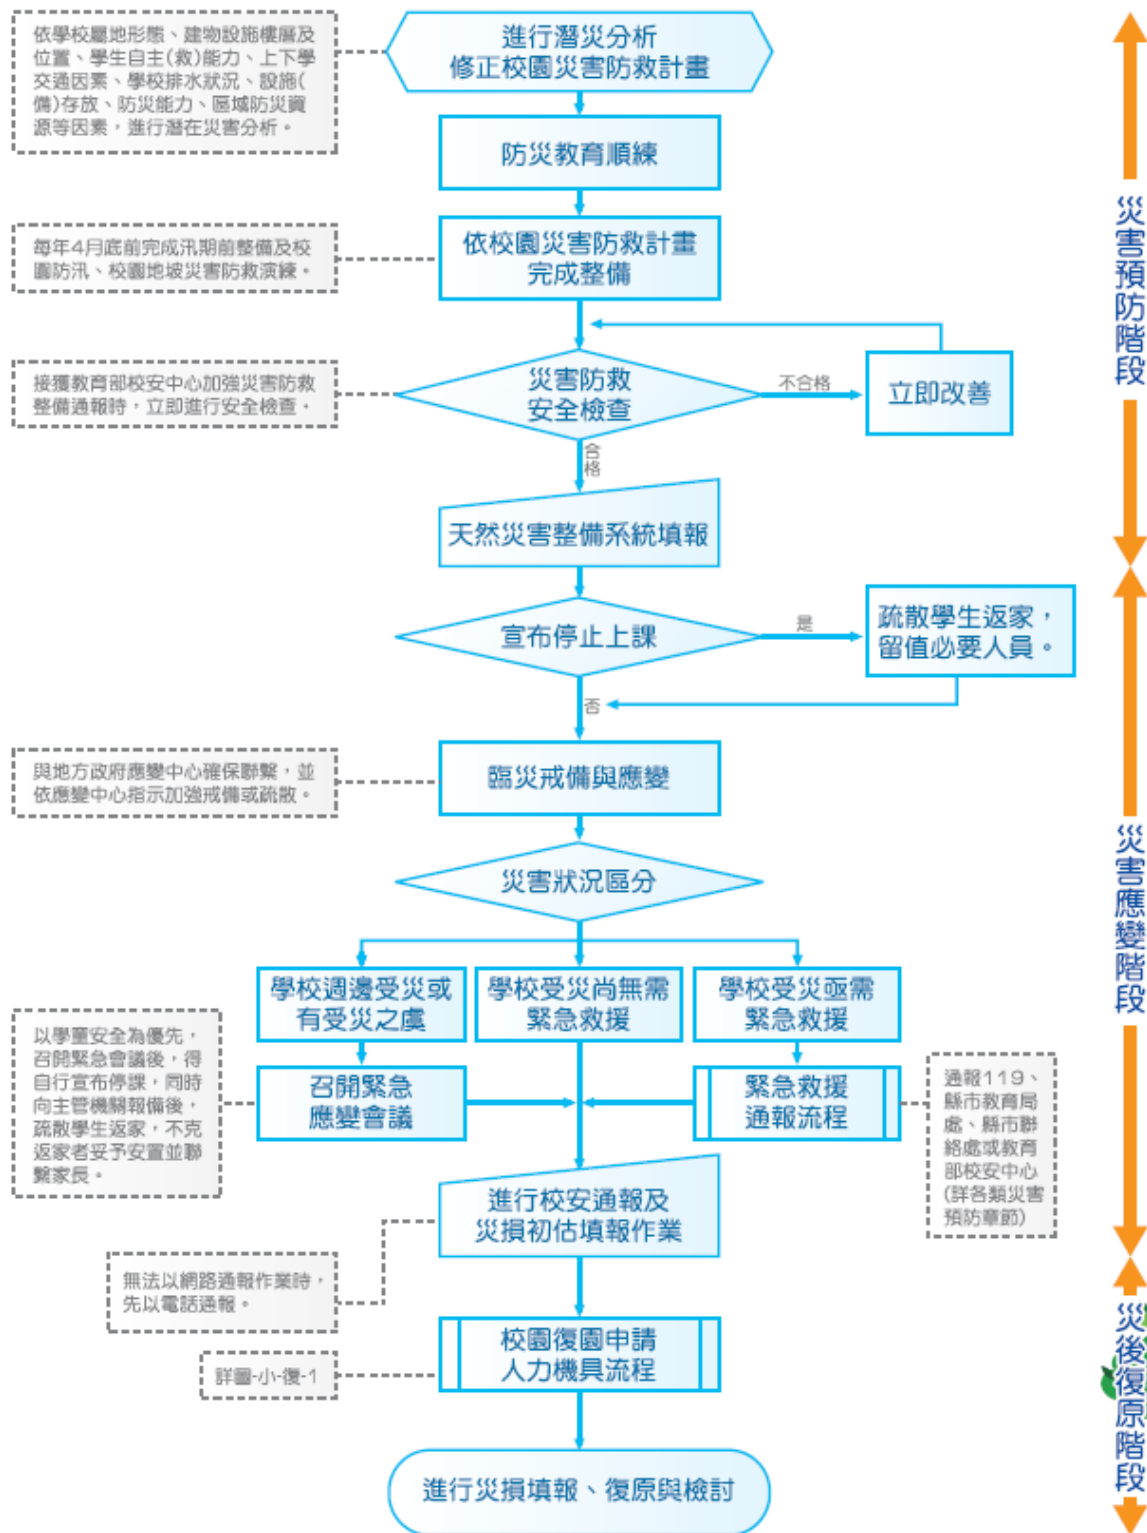 依學校屬地形態、建物設施樓層及
位置、學生自主(救)能力、上下學
交通因素、學校排水狀況、設施(
備)存放、防災能力、區域防災資
源等因素，進行潛在災害分析。
進行潛災分析
修正校園災害防救計畫
防災教育順練
每年4月底前完成汛期前整備及校
園防汛、校園地坡災害防救演練。
依校園災害防救計畫
完成整備
接獲教育部校安中心加強災害防救
整備通報時，立即進行安全檢查。
災害防救
安全檢查
不合格
立即改善
合格
天然災害整備系統填報
災害預防階段
宣布停止上課
是
疏散學生返家，
留值必要人員。
否
與地方政府應變中心確保聯繫，並
依應變中心指示加強戒備或疏散。
臨災戒備與應變
災害狀況區分
學校週邊受災或
有受災之虞
學校受災尚無需
緊急救援
學校受災亟需
緊急救援
以學童安全為優先，
召開緊急會議後，得
自行宣布停課，同時
向主管機關報備後，
疏散學生返家，不克
返家者妥予安置並聯
繫家長。
召開緊急
應變會議
緊急救援
通報流程
通報119、
縣市教育局
處、縣市聯
絡處或教育
部校安中心
(詳各類災害
預防章節)
進行校安通報及
災損初估填報作業
災害應變階段
無法以網路通報作業時，
先以電話通報。
校園復園申請
人力機具流程
詳圖-小-復-1
進行災損填報、復原與檢討
災後復原階段